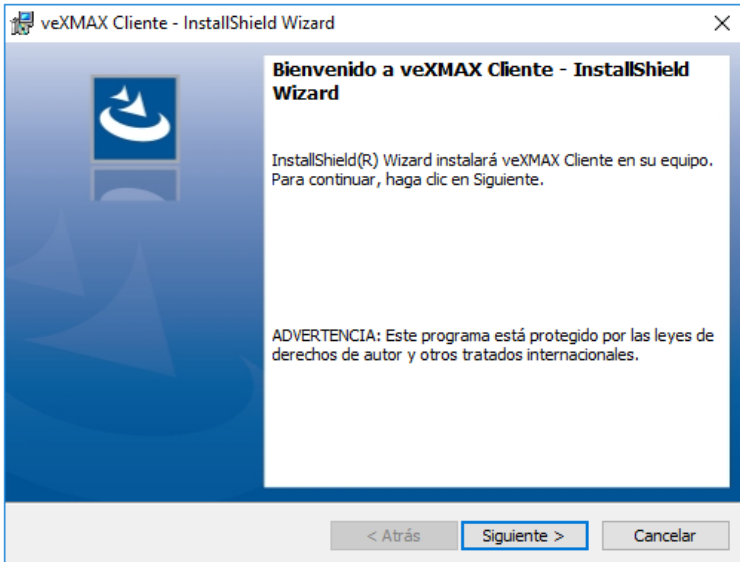 veXMAX Cliente - InstallShield Wizard
Bienvenido a veXMAX Cliente - InstallShield
Wizard
InstallShield(R) Wizard instalará veXMAX Cliente en su equipo.
Para continuar, haga clic en Siguiente.
ADVERTENCIA: Este programa está protegido por las leyes de
derechos de autor y otros tratados internacionales.
< Atrás
Siguiente >
Cancelar